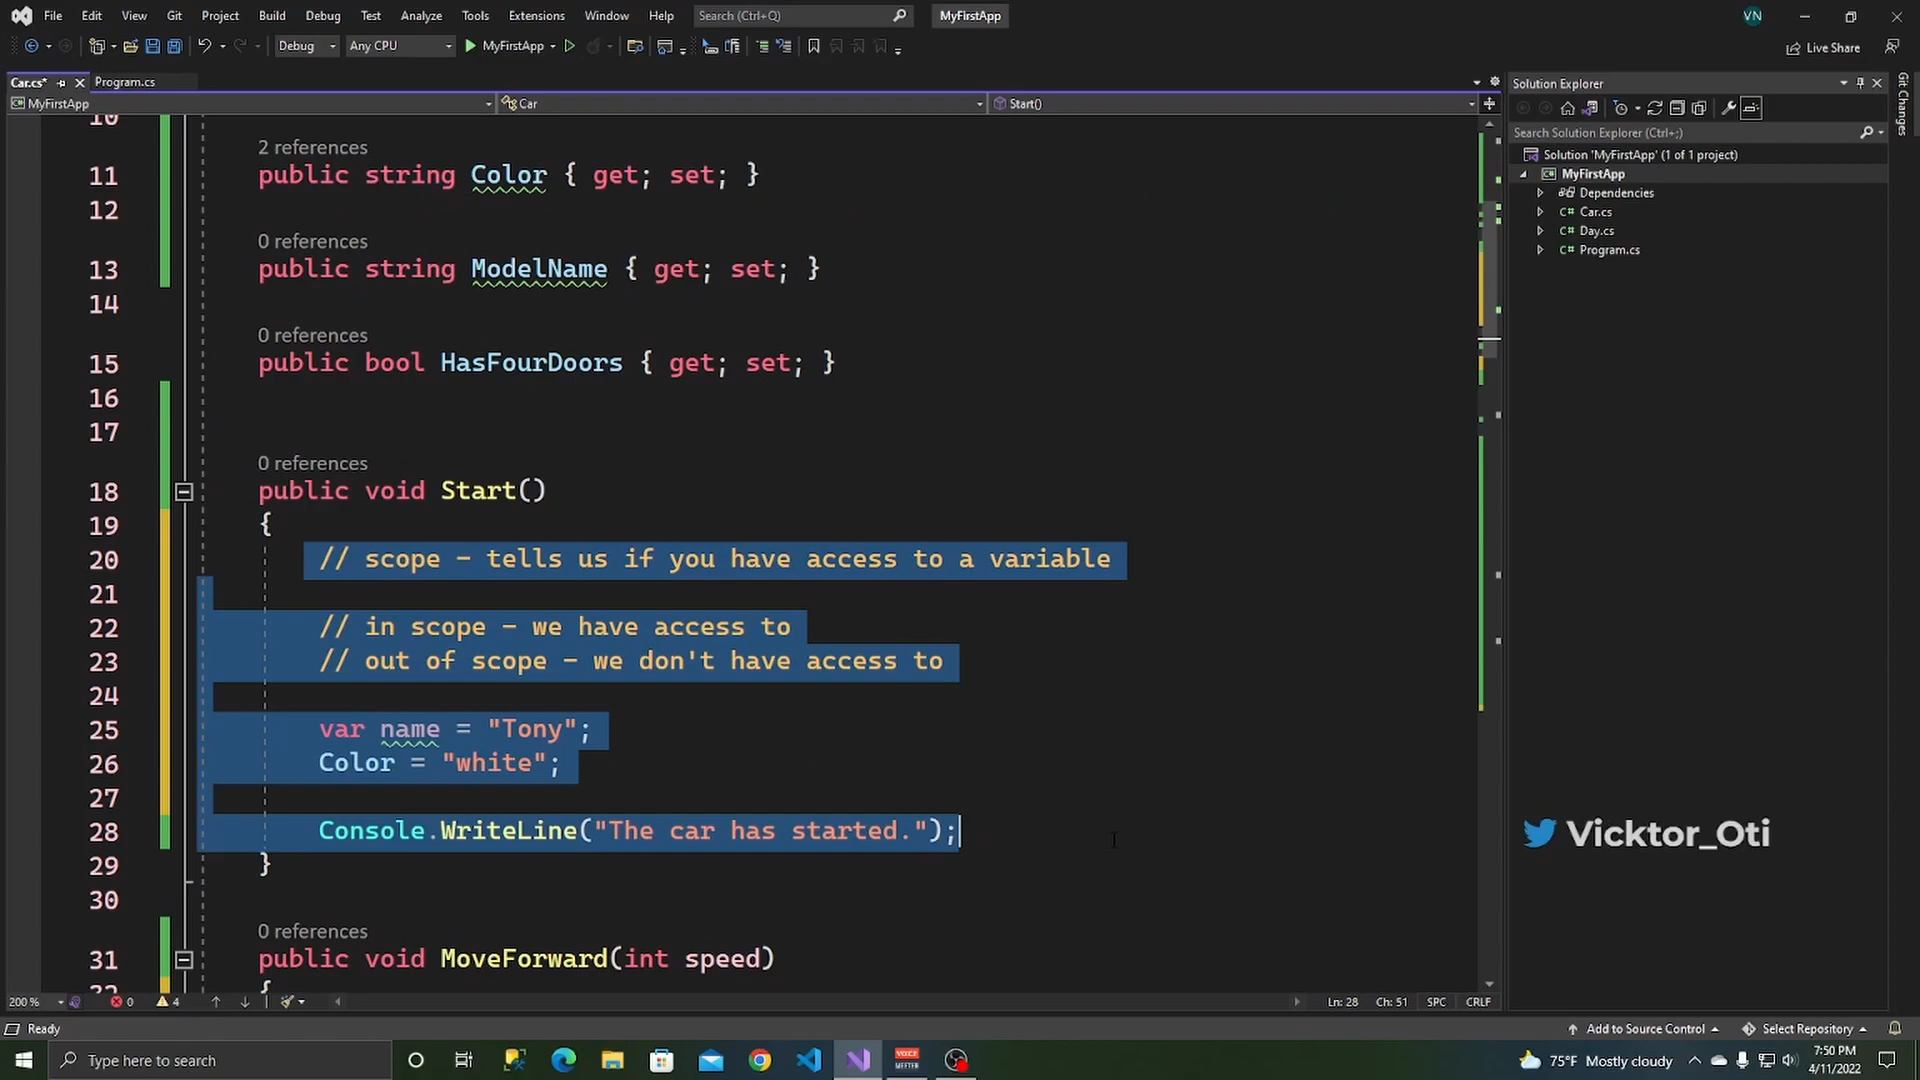 File Edit View Git Project Build Debug Test Analyze Tools Extensions Window Help Search (Ctrl+Q) MyFirstApp VN
Debug Any CPU MyFirstApp Live Share
Car.cs* Program.cs
MyFirstApp Car Start()
10
2 references
11 public string Color { get; set; }
12
0 references
13 public string ModelName { get; set; }
14
0 references
15 public bool HasFourDoors { get; set; }
16
17
0 references
18 public void Start()
19 {
20 // scope - tells us if you have access to a variable
21
22 // in scope - we have access to
23 // out of scope - we don't have access to
24
25 var name = "Tony";
26 Color = "white";
27
28 Console.WriteLine("The car has started.");
29 }
30
0 references
31 public void MoveForward(int speed)
32 {
200 % 0 4 Ln: 28 Ch: 51 SPC CRLF
Solution Explorer
Search Solution Explorer (Ctrl+;)
Solution 'MyFirstApp' (1 of 1 project)
MyFirstApp
Dependencies
C# Car.cs
C# Day.cs
C# Program.cs
Git Changes
Vicktor_Oti
Ready Add to Source Control Select Repository
Type here to search VOICE MEETER 75°F Mostly cloudy 7:50 PM
4/11/2022